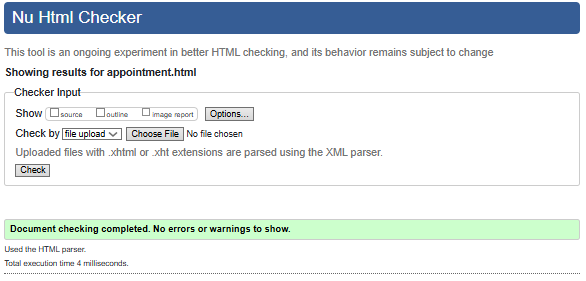 Nu Html Checker
This tool is an ongoing experiment in better HTML checking, and its behavior remains subject to change
Showing results for appointment.html
Checker Input
Show source outline image report Options...
Check by file upload Choose File No file chosen
Uploaded files with .xhtml or .xht extensions are parsed using the XML parser.
Check
Document checking completed. No errors or warnings to show.
Used the HTML parser.
Total execution time 4 milliseconds.